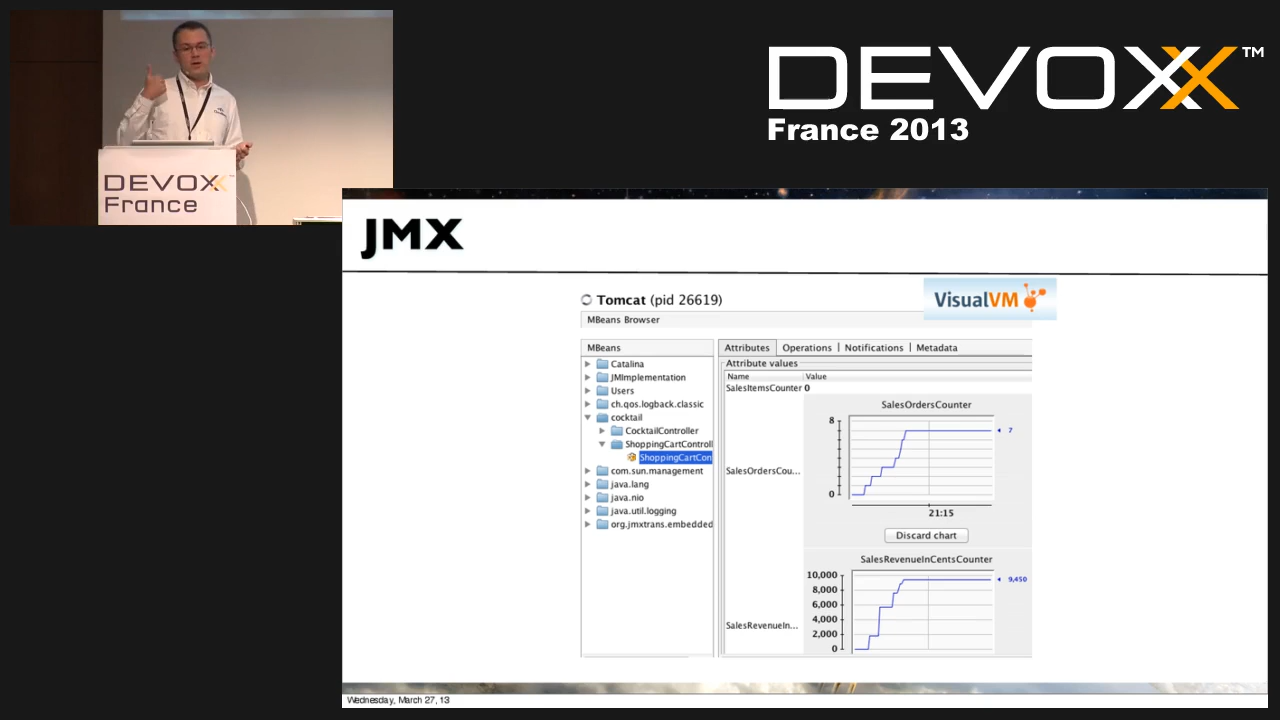 DEVOXX™
France 2013
DEVOXX
France
JMX
VisualVM
Tomcat (pid 26619)
MBeans Browser
MBeans
Catalina
JMImplementation
Users
ch.qos.logback.classic
cocktail
CocktailController
ShoppingCartControll
ShoppingCartCon
com.sun.management
java.lang
java.nio
java.util.logging
org.jmxtrans.embedded
Attributes Operations Notifications Metadata
Attribute values
Name Value
SalesItemsCounter 0
SalesOrdersCounter
8
7
SalesOrdersCou...
0
21:15
Discard chart
SalesRevenueInCentsCounter
10,000
9,450
8,000
6,000
4,000
SalesRevenueIn...
2,000
0
Wednesday, March 27, 13